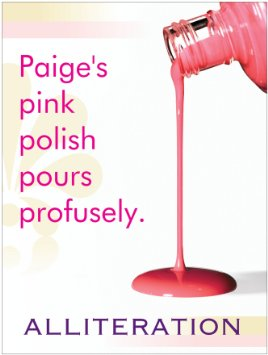 Paige's
pink
polish
pours
profusely.
ALLITERATION